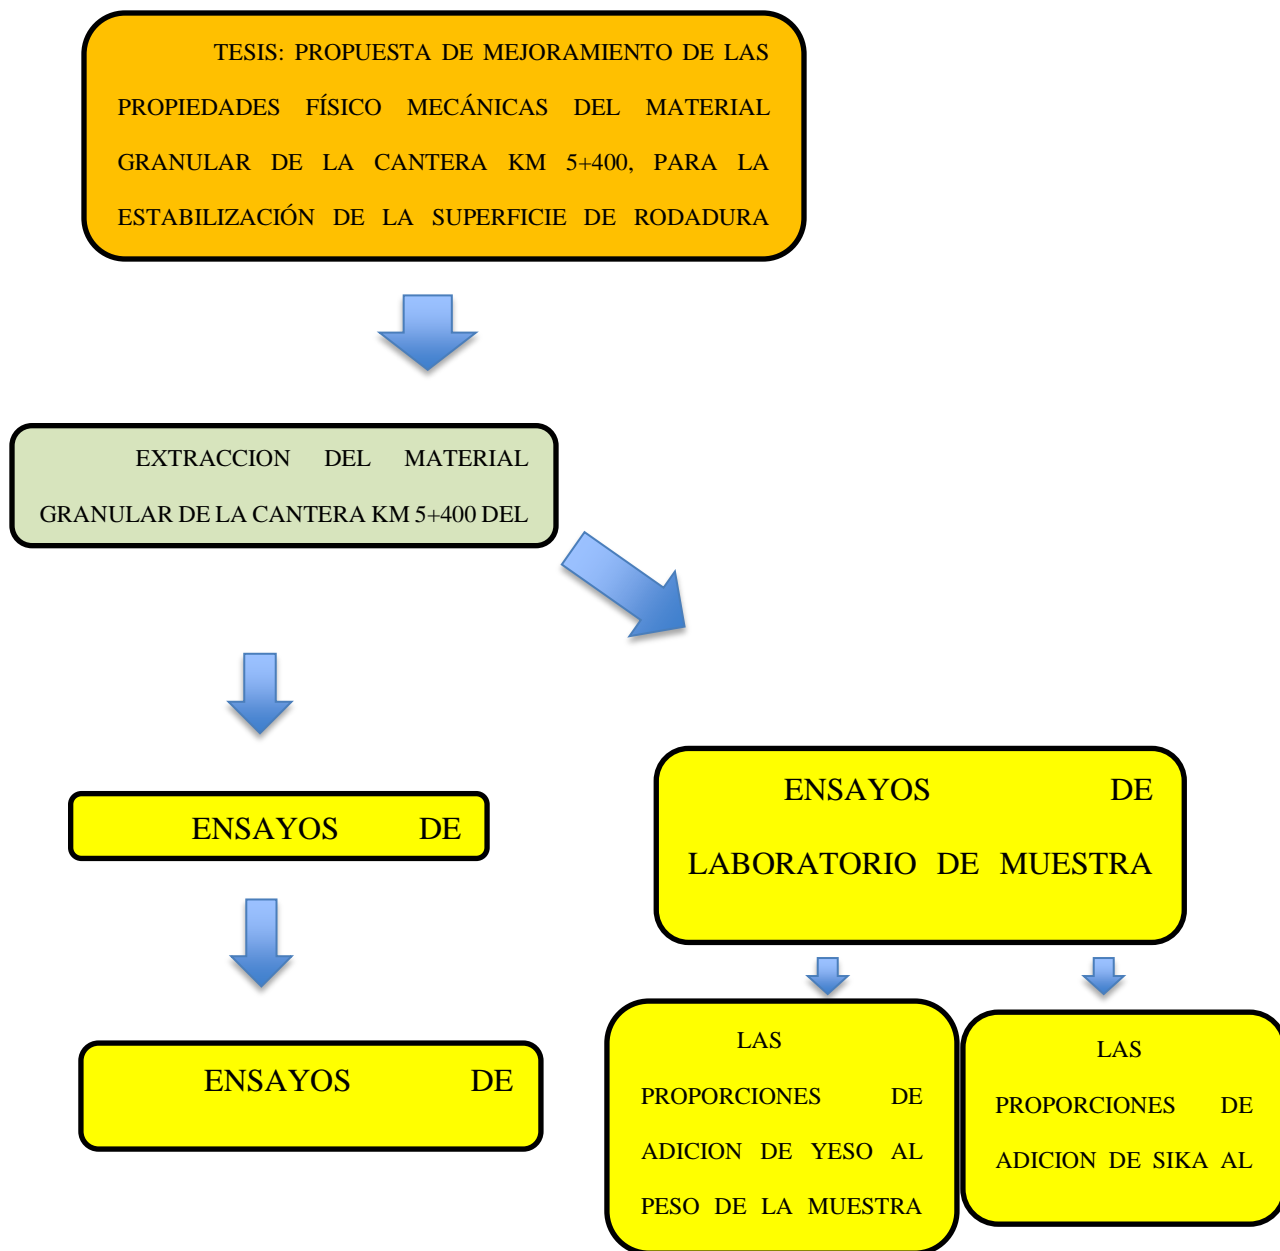 TESIS: PROPUESTA DE MEJORAMIENTO DE LAS
PROPIEDADES FÍSICO MECÁNICAS DEL MATERIAL
GRANULAR DE LA CANTERA KM 5+400, PARA LA
ESTABILIZACIÓN DE LA SUPERFICIE DE RODADURA
EXTRACCION DEL MATERIAL
GRANULAR DE LA CANTERA KM 5+400 DEL
ENSAYOS DE
ENSAYOS DE
ENSAYOS DE
LABORATORIO DE MUESTRA
LAS
PROPORCIONES DE
ADICION DE YESO AL
PESO DE LA MUESTRA
LAS
PROPORCIONES DE
ADICION DE SIKA AL